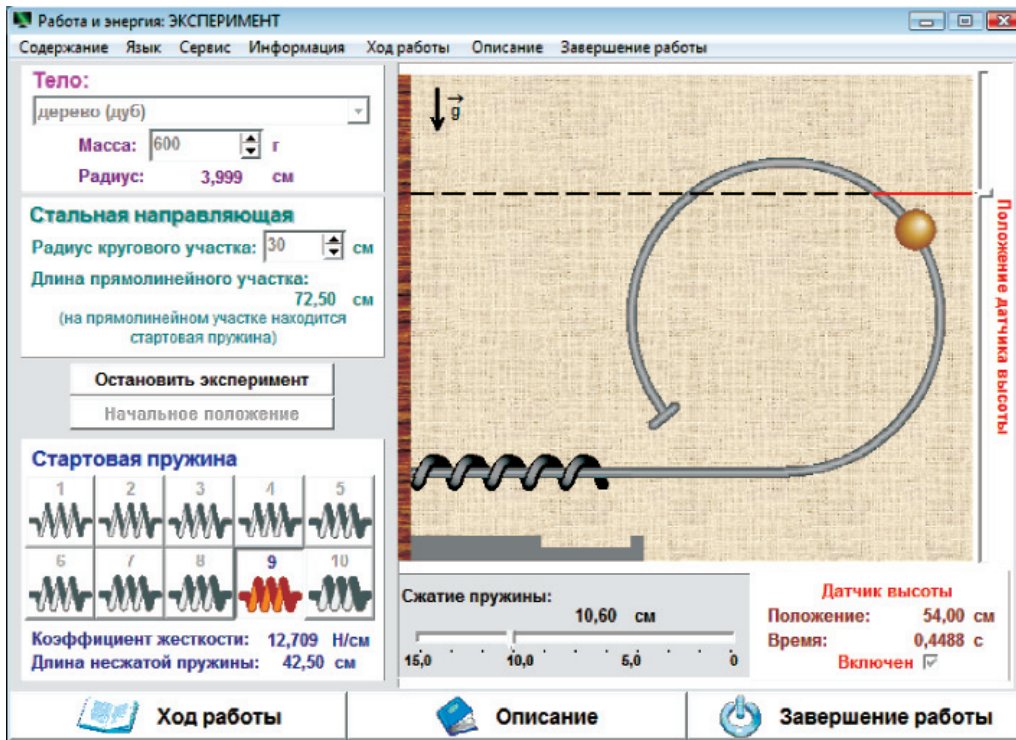 Работа и энергия: ЭКСПЕРИМЕНТ
Содержание Язык Сервис Информация Ход работы Описание Завершение работы
Тело:
дерево (дуб)
Масса: 600 г
Радиус: 3,999 см
Стальная направляющая
Радиус кругового участка: 30 см
Длина прямолинейного участка:
72,50 см
(на прямолинейном участке находится
стартовая пружина)
Остановить эксперимент
Начальное положение
Стартовая пружина
1 2 3 4 5
6 7 8 9 10
Коэффициент жесткости: 12,709 Н/см
Длина несжатой пружины: 42,50 см
g
Положение датчика высоты
Сжатие пружины:
10,60 см
15,0 10,0 5,0 0
Датчик высоты
Положение: 54,00 см
Время: 0,4488 с
Включен
Ход работы Описание Завершение работы